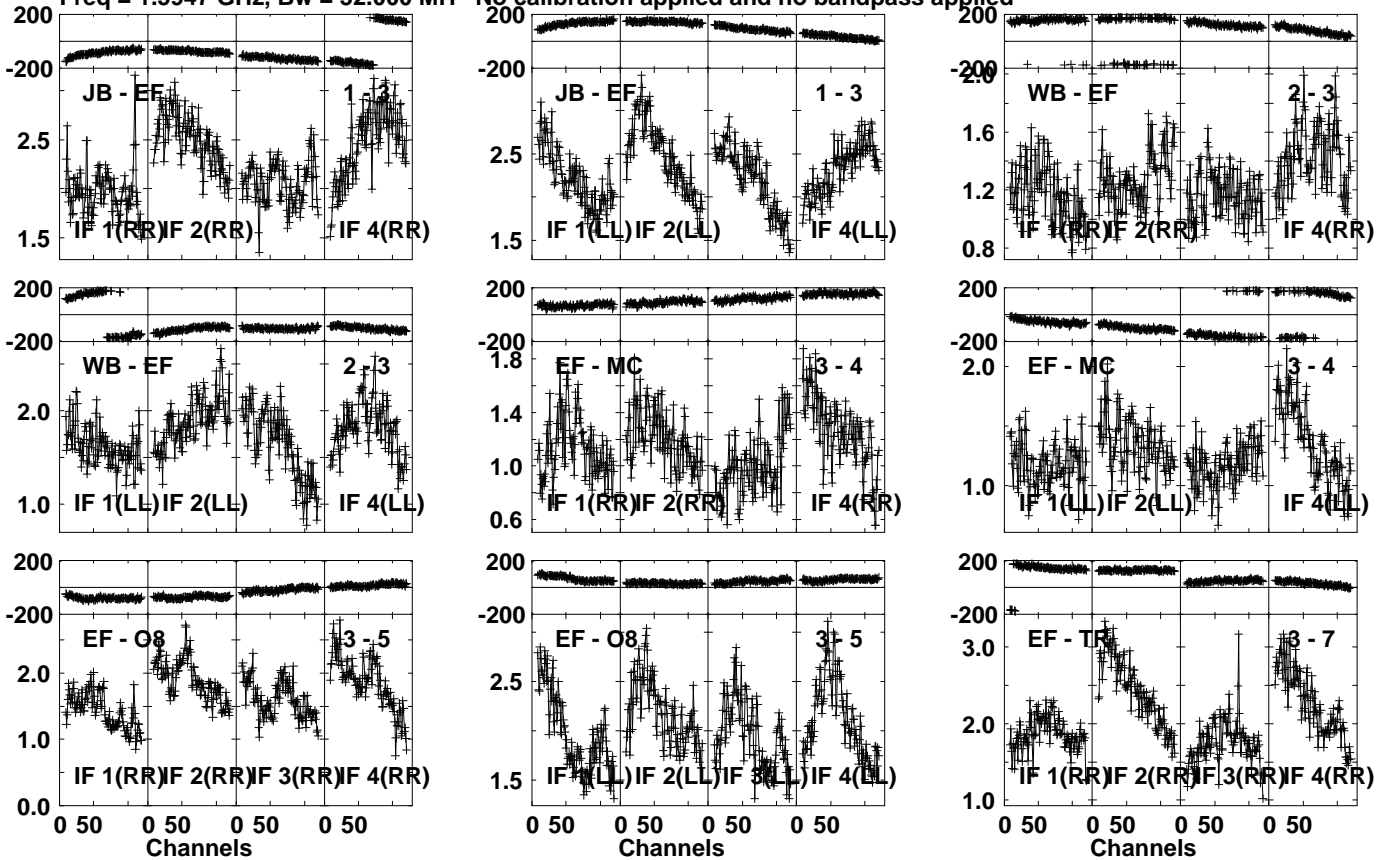 Freq = 1.5947 GHz, Bw = 32.000 MH No calibration applied and no bandpass applied
200
-200
JB - EF
1 - 3
2.5
1.5
IF 1(RR)
IF 2(RR)
IF 4(RR)
JB - EF
1 - 3
2.5
1.5
IF 1(LL)
IF 2(LL)
IF 4(LL)
200
-200
2.0
WB - EF
2 - 3
1.6
1.2
0.8
IF 1(RR)
IF 2(RR)
IF 4(RR)
200
-200
WB - EF
2 - 3
2.0
1.0
IF 1(LL)
IF 2(LL)
IF 4(LL)
200
-200
1.8
EF - MC
3 - 4
1.4
1.0
0.6
IF 1(RR)
IF 2(RR)
IF 4(RR)
200
-200
2.0
EF - MC
3 - 4
1.0
IF 1(LL)
IF 2(LL)
IF 4(LL)
200
-200
EF - O8
3 - 5
2.0
1.0
0.0
IF 1(RR)
IF 2(RR)
IF 3(RR)
IF 4(RR)
0 50 0 50 0 50 0 50
Channels
200
-200
EF - O8
3 - 5
2.5
1.5
IF 1(LL)
IF 2(LL)
IF 3(LL)
IF 4(LL)
0 50 0 50 0 50 0 50
Channels
200
-200
EF - TR
3 - 7
3.0
2.0
1.0
IF 1(RR)
IF 2(RR)
IF 3(RR)
IF 4(RR)
0 50 0 50 0 50 0 50
Channels